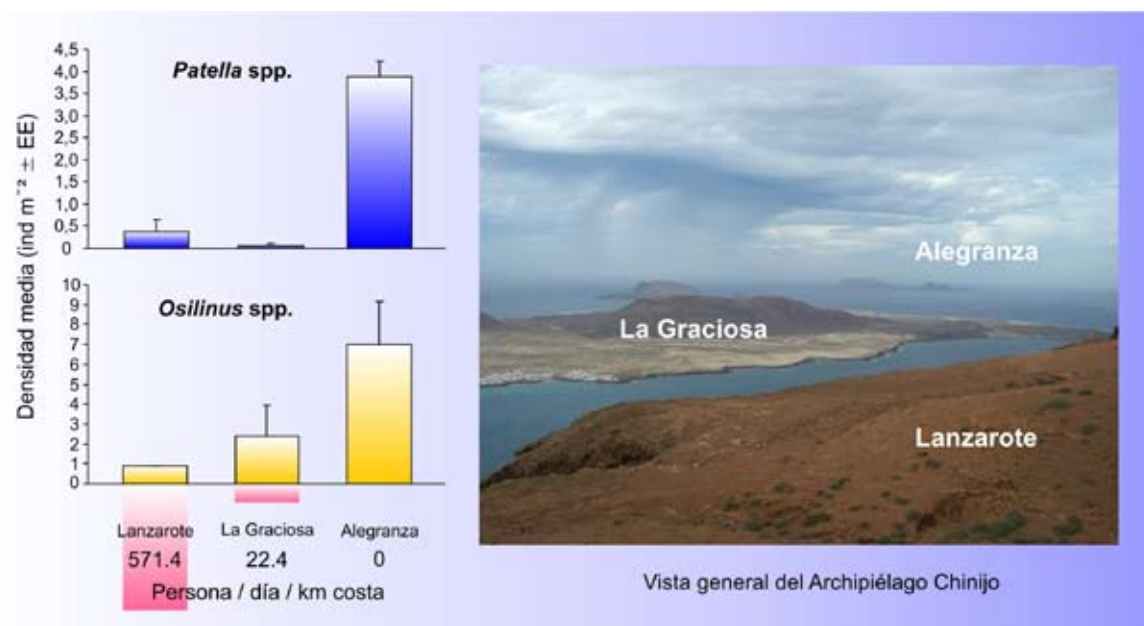 Densidad media (ind m⁻² ± EE)
Patella spp.
4,5
4,0
3,5
3,0
2,5
2,0
1,5
1,0
0,5
0
Osilinus spp.
10
9
8
7
6
5
4
3
2
1
0
Lanzarote La Graciosa Alegranza
571.4 22.4 0
Persona / día / km costa
Alegranza
La Graciosa
Lanzarote
Vista general del Archipiélago Chinijo